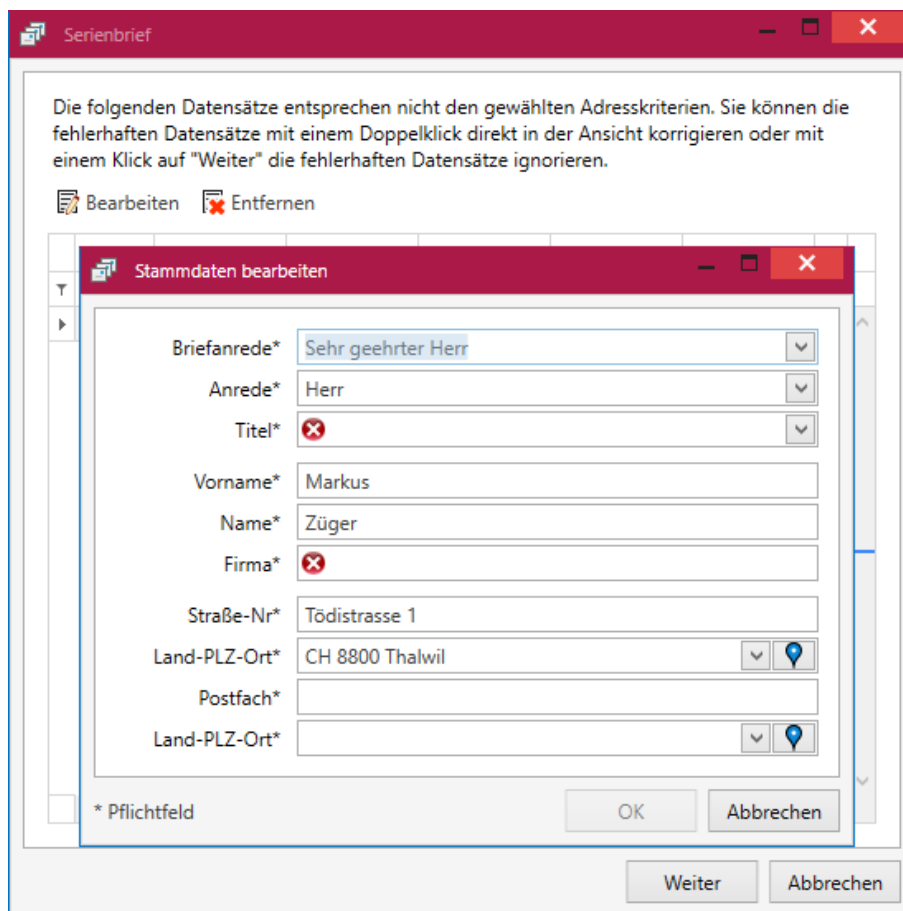 Serienbrief
Die folgenden Datensätze entsprechen nicht den gewählten Adresskriterien. Sie können die
fehlerhaften Datensätze mit einem Doppelklick direkt in der Ansicht korrigieren oder mit
einem Klick auf "Weiter" die fehlerhaften Datensätze ignorieren.
Bearbeiten Entfernen
Stammdaten bearbeiten
Briefanrede* Sehr geehrter Herr
Anrede* Herr
Titel*
Vorname* Markus
Name* Züger
Firma*
Straße-Nr* Tödistrasse 1
Land-PLZ-Ort* CH 8800 Thalwil
Postfach*
Land-PLZ-Ort*
* Pflichtfeld OK Abbrechen
Weiter Abbrechen